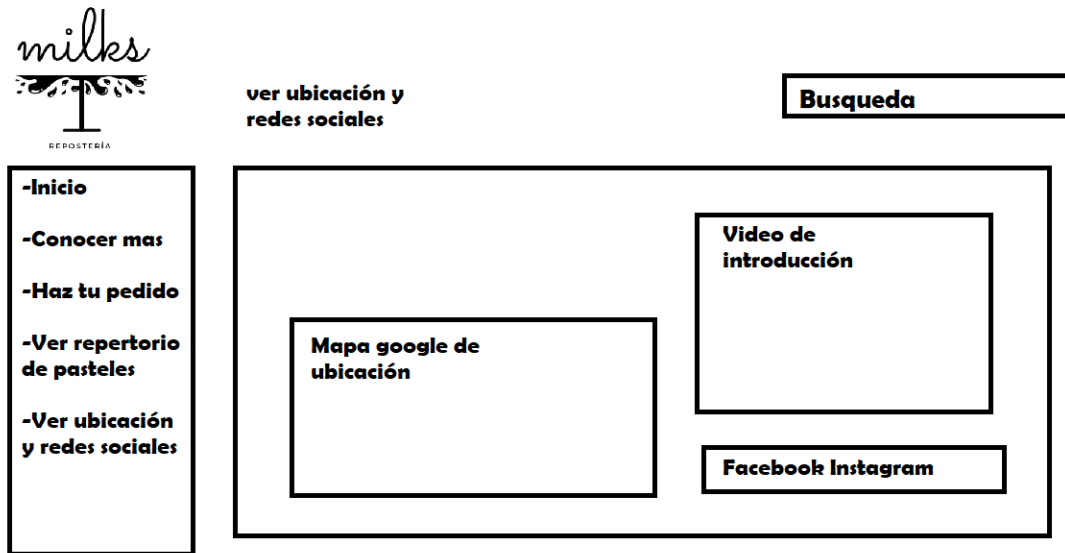 milks
REPOSTERÍA
ver ubicación y
redes sociales
Busqueda
-Inicio
-Conocer mas
-Haz tu pedido
-Ver repertorio
de pasteles
-Ver ubicación
y redes sociales
Mapa google de
ubicación
Video de
introducción
Facebook Instagram